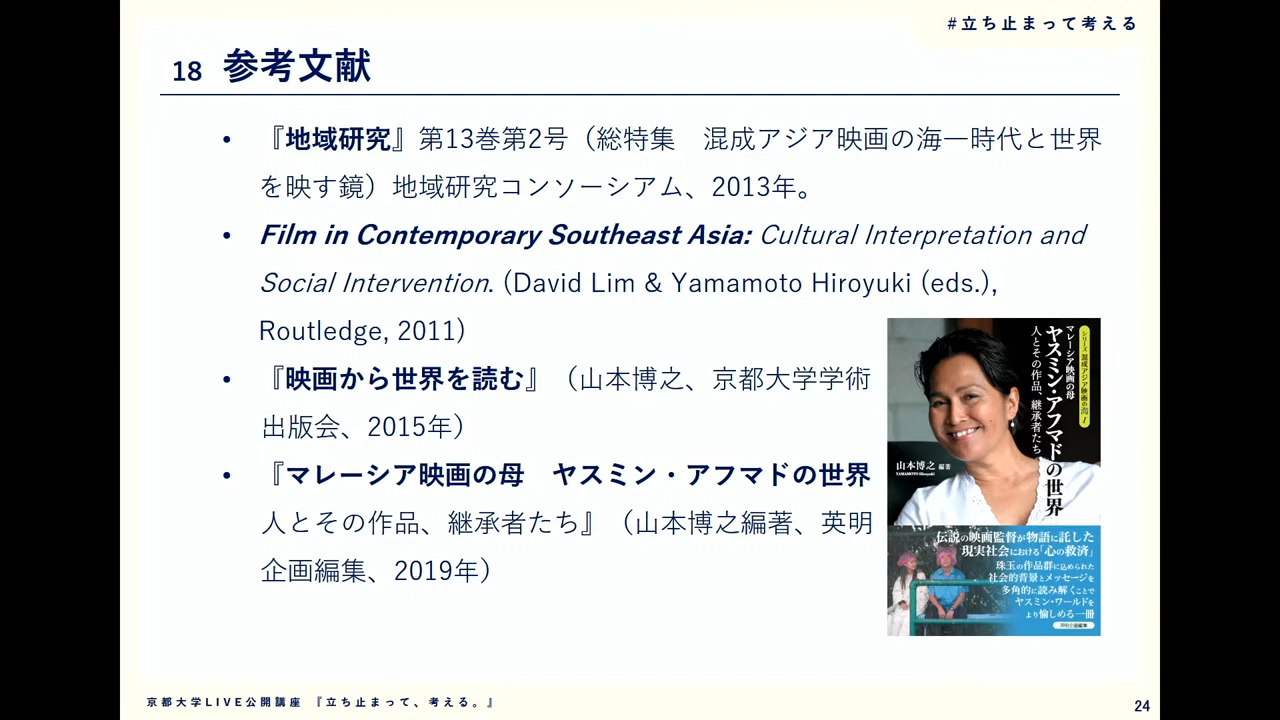 #立ち止まって考える
18 参考文献
• 『地域研究』第13巻第2号（総特集　混成アジア映画の海―時代と世界
を映す鏡）地域研究コンソーシアム、2013年。
• Film in Contemporary Southeast Asia: Cultural Interpretation and
Social Intervention. (David Lim & Yamamoto Hiroyuki (eds.),
Routledge, 2011)
• 『映画から世界を読む』（山本博之、京都大学学術
出版会、2015年）
• 『マレーシア映画の母　ヤスミン・アフマドの世界
人とその作品、継承者たち』（山本博之編著、英明
企画編集、2019年）
シリーズ 混成アジア映画の海 1
マレーシア映画の母
ヤスミン・アフマドの世界
人とその作品、継承者たち
山本博之 編著
YAMAMOTO Hiroyuki
伝説の映画監督が物語に託した
現実社会における「心の救済」
珠玉の作品群に込められた
社会的背景とメッセージを
多角的に読み解くことで
ヤスミン・ワールドを
より愉しめる一冊
英明企画編集
京都大学LIVE公開講座 『立ち止まって、考える。』
24